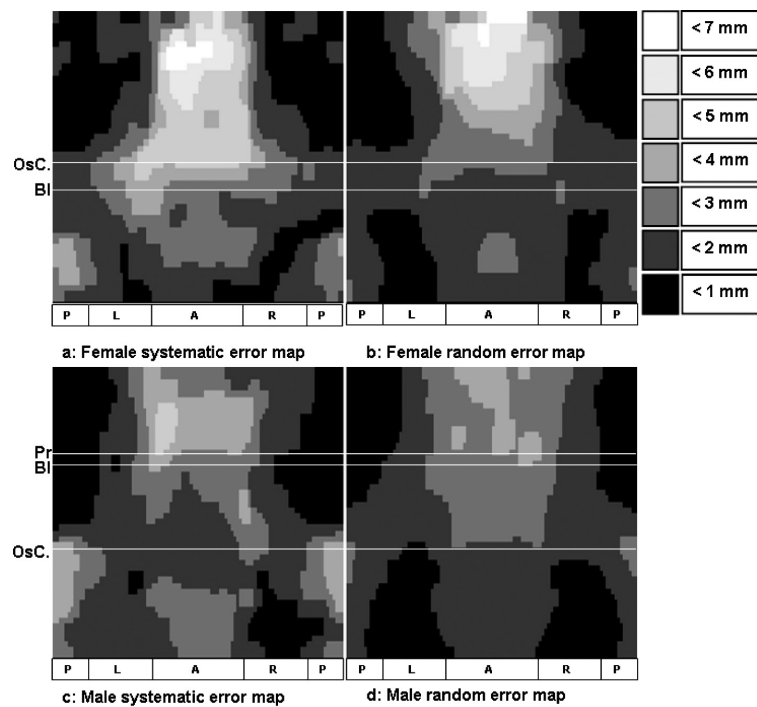 < 7 mm
< 6 mm
< 5 mm
< 4 mm
< 3 mm
< 2 mm
< 1 mm
OsC.
Bl
P L A R P P L A R P
a: Female systematic error map b: Female random error map
Pr
Bl
OsC.
P L A R P P L A R P
c: Male systematic error map d: Male random error map